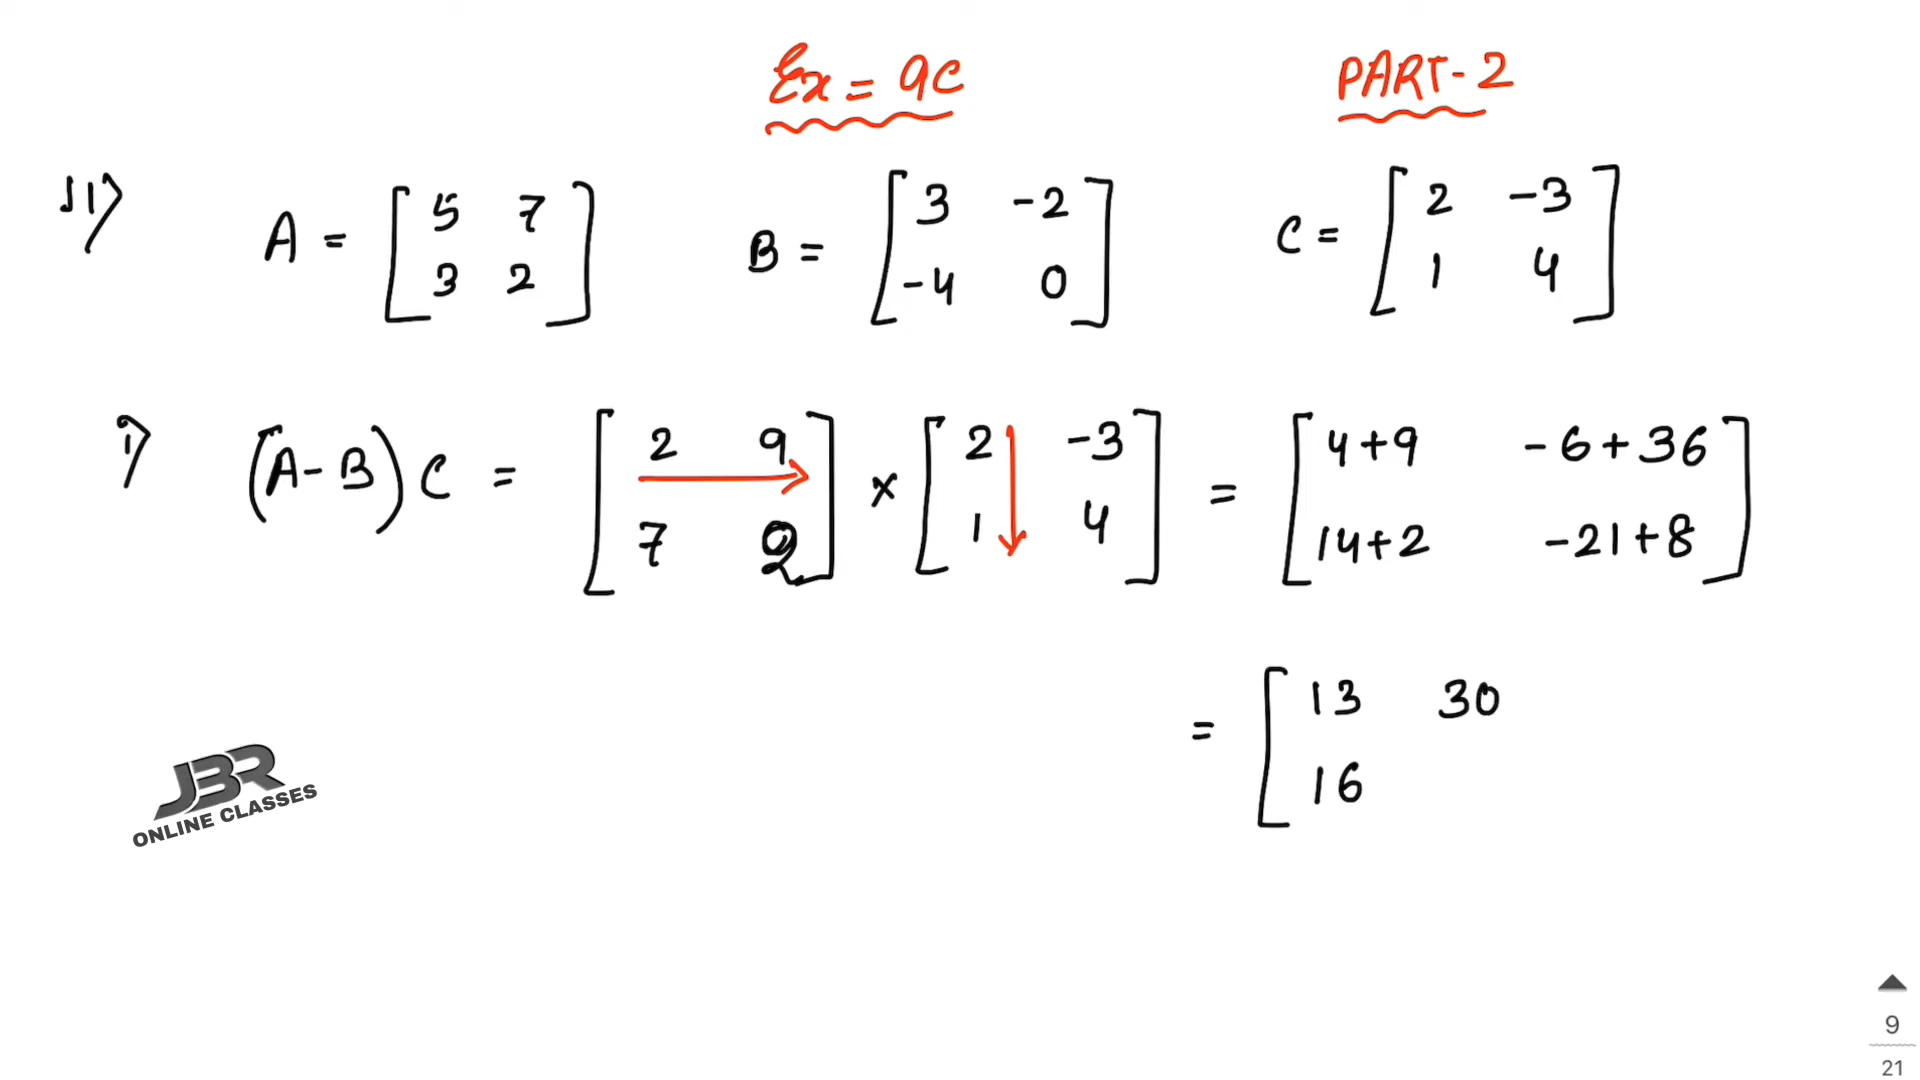 Ex = 9C PART-2
11) A = [5 7 B = [3 -2 C = [2 -3
3 2] -4 0] 1 4]
i) (A-B) C = [2 9 × [2 -3 = [4+9 -6+36
7 2] 1 4] 14+2 -21+8]
= [13 30
16
JBR
ONLINE CLASSES
9
21